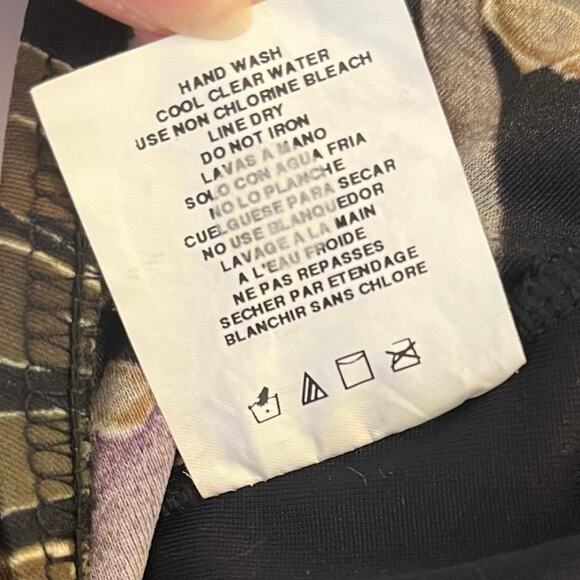 HAND WASH
COOL CLEAR WATER
USE NON CHLORINE BLEACH
LINE DRY
DO NOT IRON
LAVAS A MANO
SOLO CON AGUA FRIA
NO LO PLANCHE
CUELGUESE PARA SECAR
NO USE BLANQUEDOR
LAVAGE A LA MAIN
A L'EAU FROIDE
NE PAS REPASSES
SECHER PAR ETENDAGE
BLANCHIR SANS CHLORE